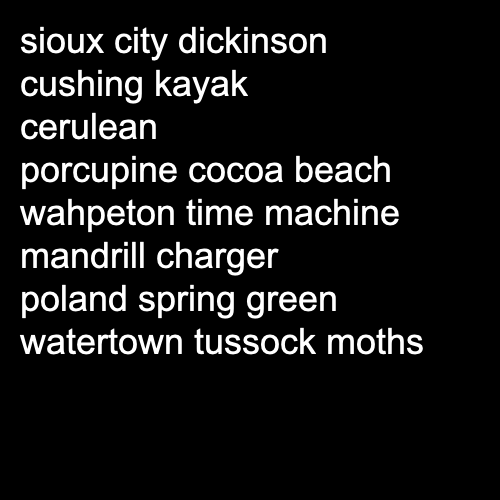 sioux city dickinson
cushing kayak
cerulean
porcupine cocoa beach
wahpeton time machine
mandrill charger
poland spring green
watertown tussock moths